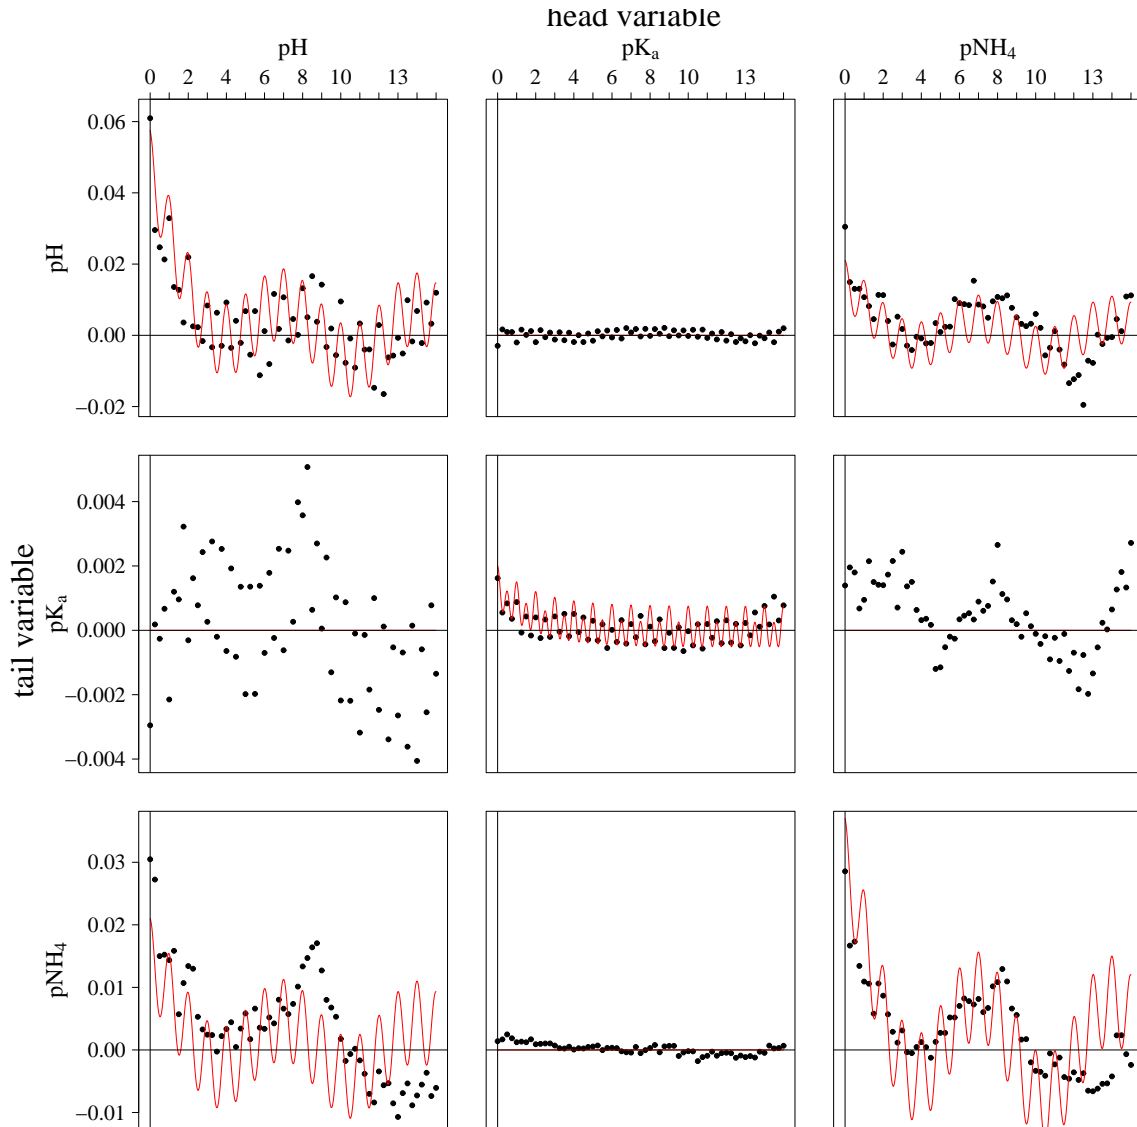 head variable
pH pKₐ pNH₄
0 2 4 6 8 10 13 0 2 4 6 8 10 13 0 2 4 6 8 10 13
0.06
0.04
0.02
0.00
−0.02
pH
0.004
0.002
0.000
−0.002
−0.004
pKₐ
tail variable
0.03
0.02
0.01
0.00
−0.01
pNH₄